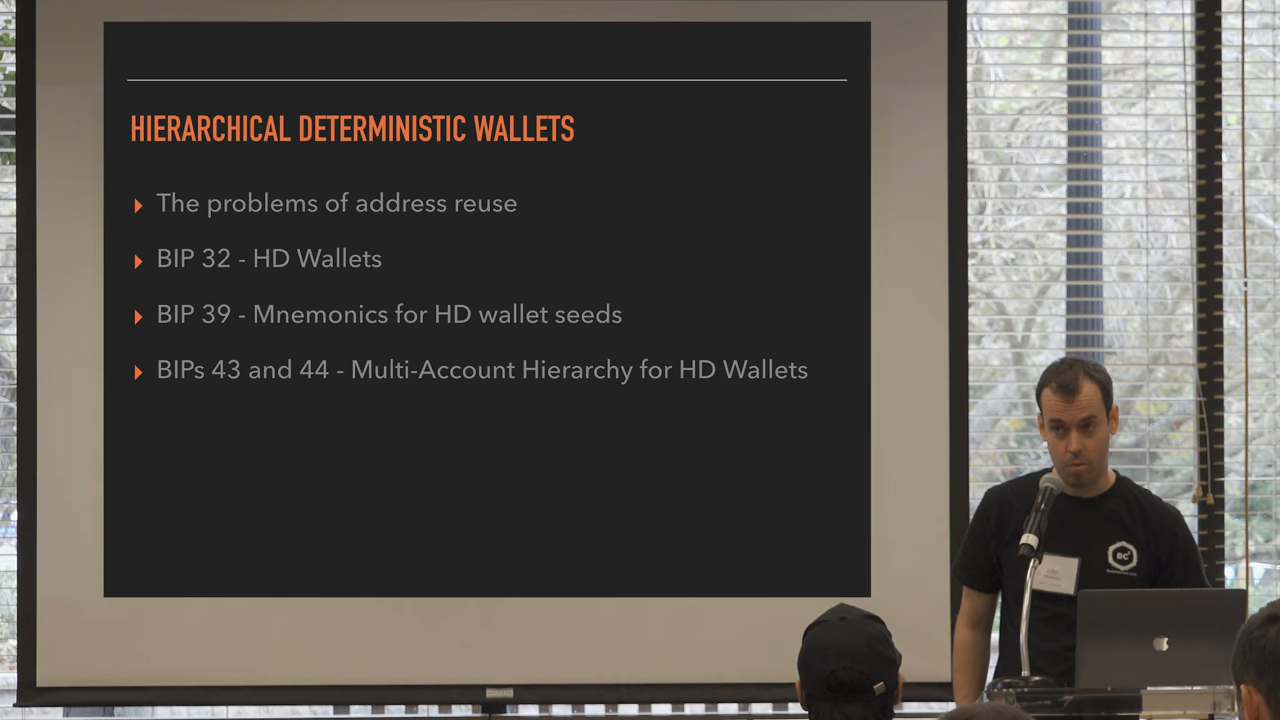 HIERARCHICAL DETERMINISTIC WALLETS
The problems of address reuse
BIP 32 - HD Wallets
BIP 39 - Mnemonics for HD wallet seeds
BIPs 43 and 44 - Multi-Account Hierarchy for HD Wallets
BC²